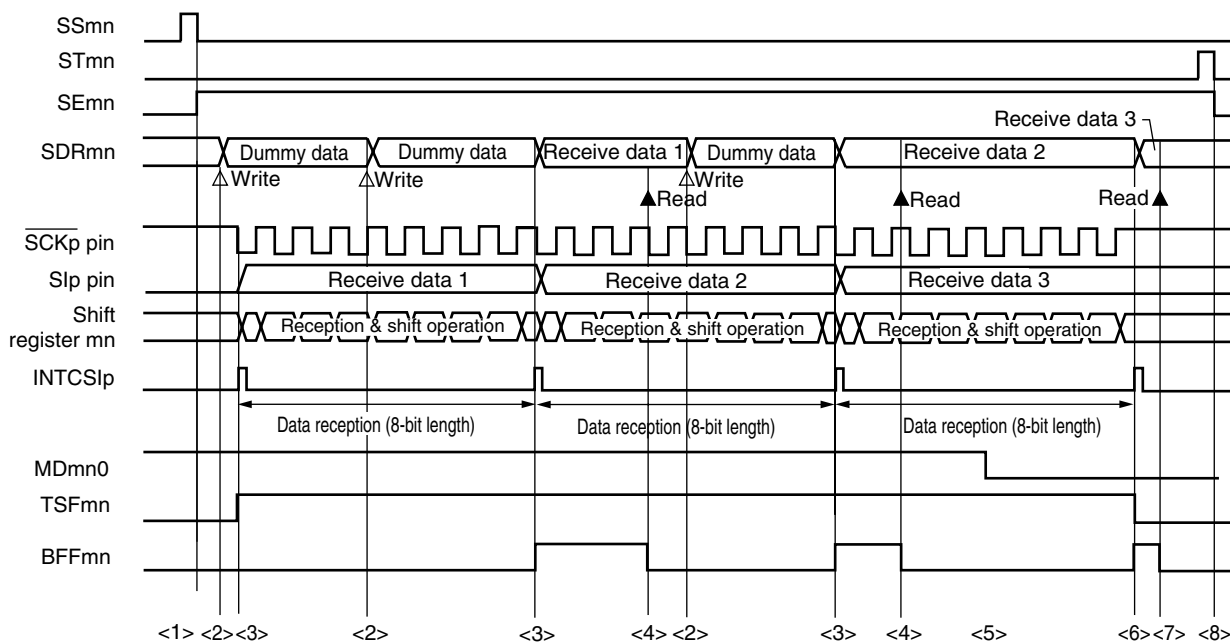 SSmn
STmn
SEmn
Receive data 3
SDRmn Dummy data Dummy data Receive data 1 Dummy data Receive data 2
Write Write Write
Read Read Read
SCKp pin
SIp pin Receive data 1 Receive data 2 Receive data 3
Shift
register mn Reception & shift operation Reception & shift operation Reception & shift operation
INTCSIp
Data reception (8-bit length) Data reception (8-bit length) Data reception (8-bit length)
MDmn0
TSFmn
BFFmn
<1> <2> <3> <2> <3> <4> <2> <3> <4> <5> <6> <7> <8>